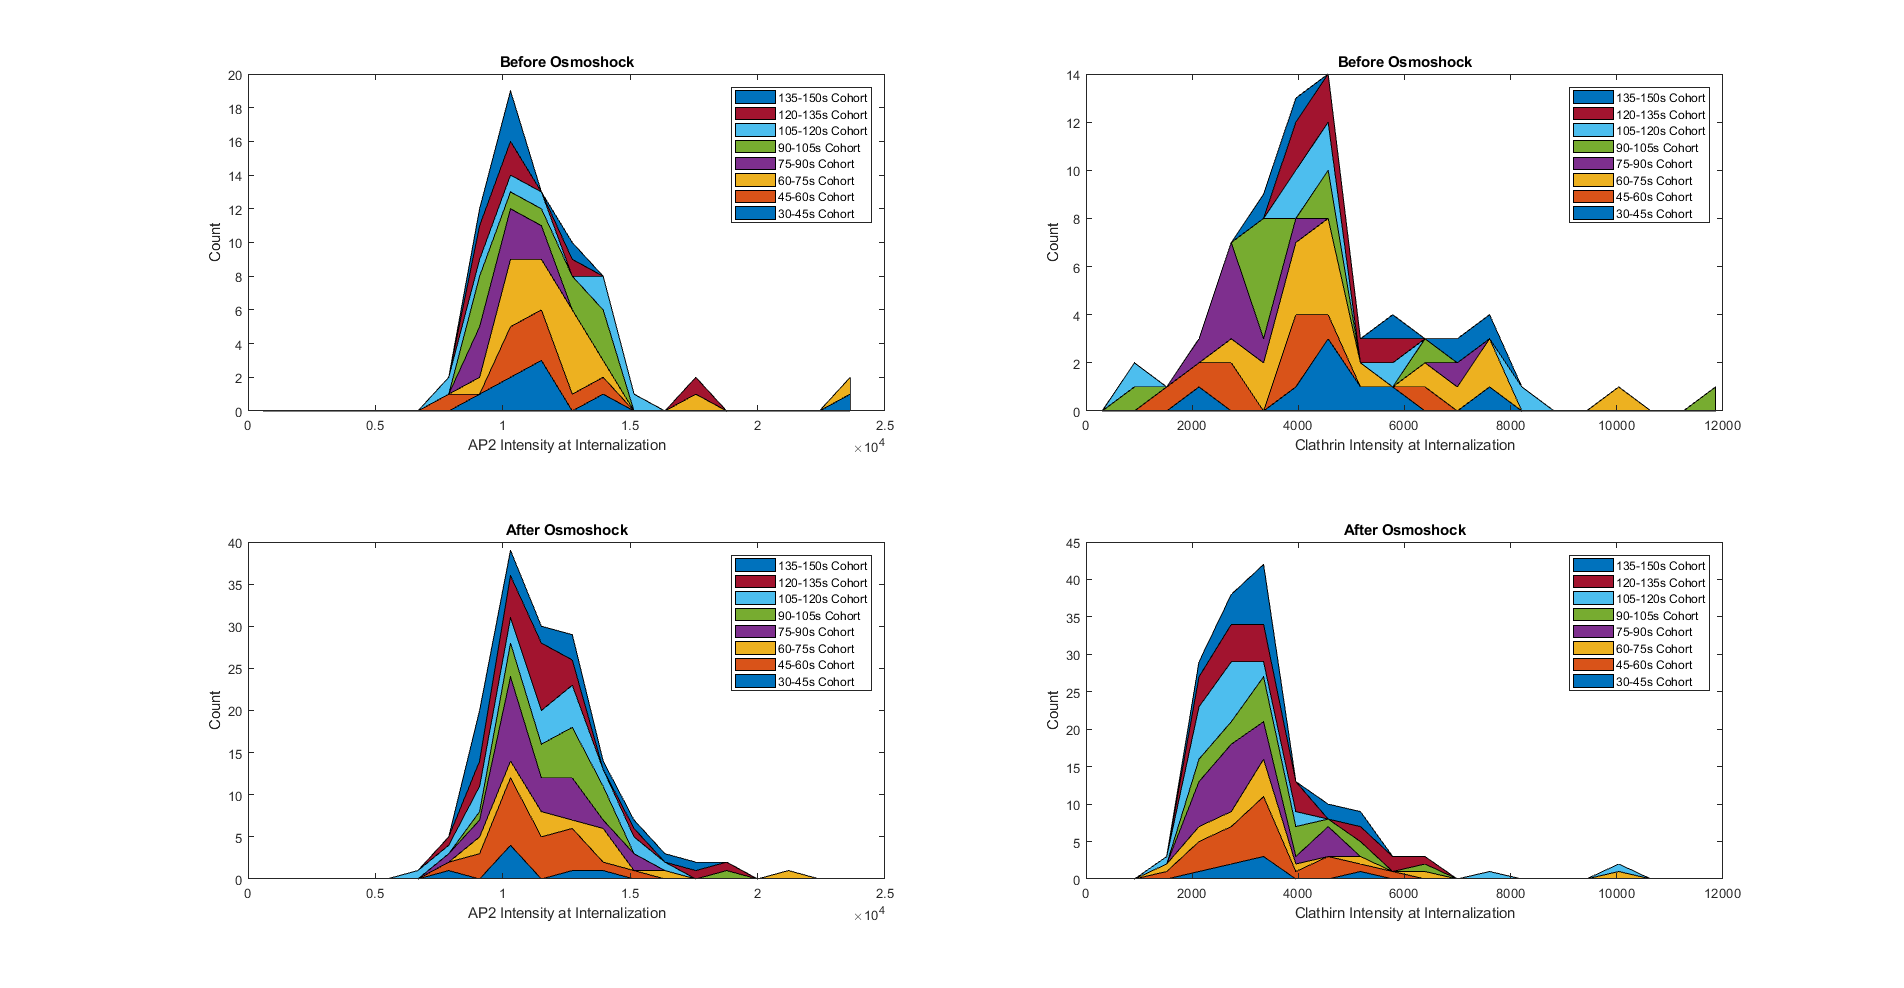 Before Osmoshock
20
18
16
14
12
10
8
6
4
2
0
Count
135-150s Cohort
120-135s Cohort
105-120s Cohort
90-105s Cohort
75-90s Cohort
60-75s Cohort
45-60s Cohort
30-45s Cohort
0 0.5 1 1.5 2 2.5
AP2 Intensity at Internalization
×10^4
Before Osmoshock
14
12
10
8
6
4
2
0
Count
135-150s Cohort
120-135s Cohort
105-120s Cohort
90-105s Cohort
75-90s Cohort
60-75s Cohort
45-60s Cohort
30-45s Cohort
0 2000 4000 6000 8000 10000 12000
Clathrin Intensity at Internalization
After Osmoshock
40
35
30
25
20
15
10
5
0
Count
135-150s Cohort
120-135s Cohort
105-120s Cohort
90-105s Cohort
75-90s Cohort
60-75s Cohort
45-60s Cohort
30-45s Cohort
0 0.5 1 1.5 2 2.5
AP2 Intensity at Internalization
×10^4
After Osmoshock
45
40
35
30
25
20
15
10
5
0
Count
135-150s Cohort
120-135s Cohort
105-120s Cohort
90-105s Cohort
75-90s Cohort
60-75s Cohort
45-60s Cohort
30-45s Cohort
0 2000 4000 6000 8000 10000 12000
Clathirn Intensity at Internalization